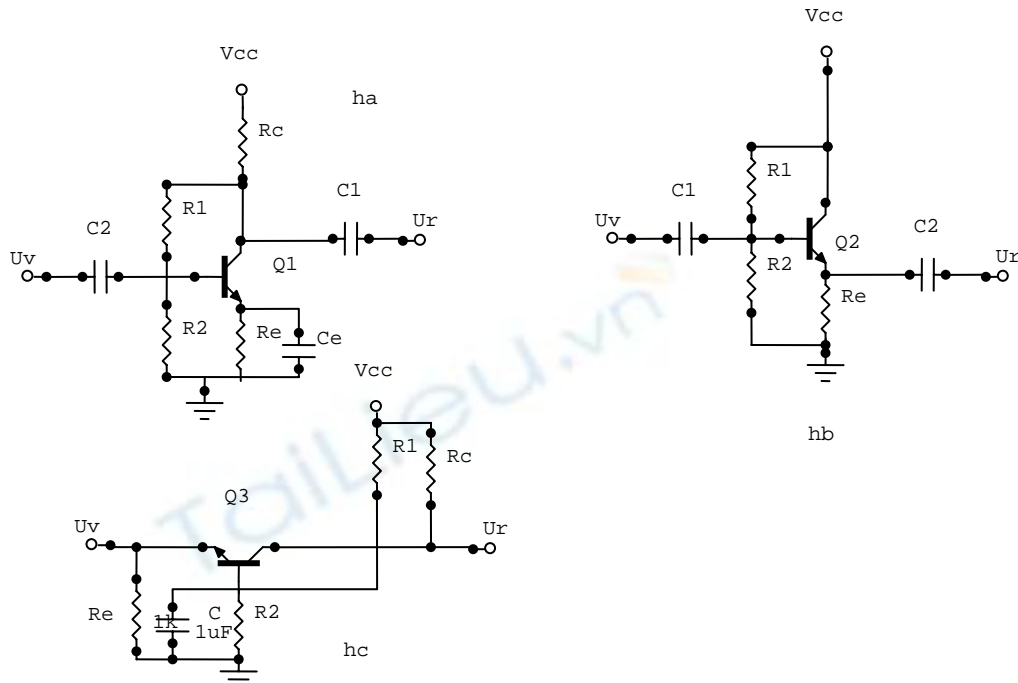 Vcc
ha
Rc
R1
C1
Ur
C2
Uv
Q1
R2
Re
Ce
Vcc
R1
C1
Uv
Q2
R2
C2
Ur
Re
hb
Vcc
R1
Rc
Q3
Uv
Ur
Re
1k
C
1uF
R2
hc
TaiLieu.vn